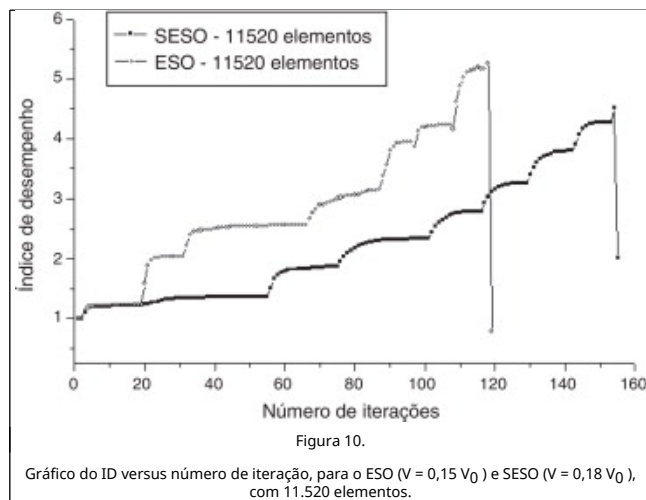 SESO - 11520 elementos
ESO - 11520 elementos
Índice de desempenho
6
5
4
3
2
1
0 20 40 60 80 100 120 140 160
Número de iterações
Figura 10.
Gráfico do ID versus número de iteração, para o ESO (V = 0,15 V0 ) e SESO (V = 0,18 V0 ),
com 11.520 elementos.